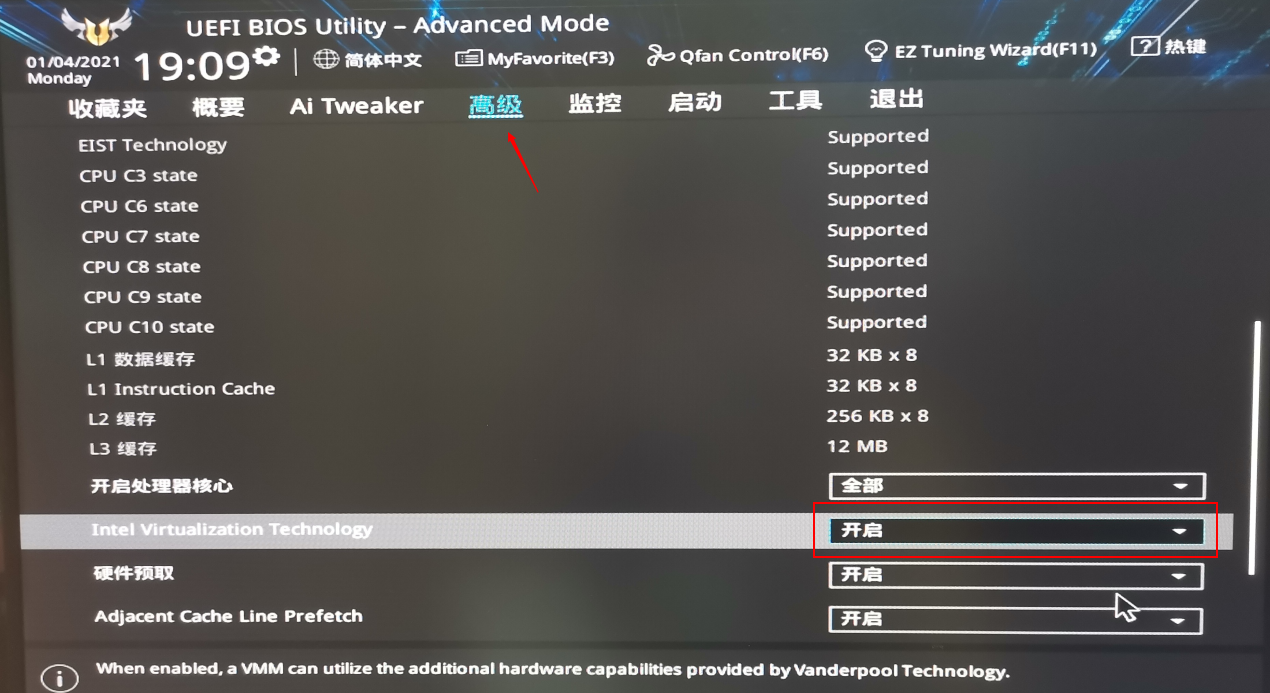 UEFI BIOS Utility – Advanced Mode
01/04/2021
Monday
19:09
简体中文
MyFavorite(F3)
Qfan Control(F6)
EZ Tuning Wizard(F11)
? 热键
收藏夹 概要 Ai Tweaker 高级 监控 启动 工具 退出
EIST Technology Supported
CPU C3 state Supported
CPU C6 state Supported
CPU C7 state Supported
CPU C8 state Supported
CPU C9 state Supported
CPU C10 state Supported
L1 数据缓存 32 KB x 8
L1 Instruction Cache 32 KB x 8
L2 缓存 256 KB x 8
L3 缓存 12 MB
开启处理器核心 全部
Intel Virtualization Technology 开启
硬件预取 开启
Adjacent Cache Line Prefetch 开启
When enabled, a VMM can utilize the additional hardware capabilities provided by Vanderpool Technology.